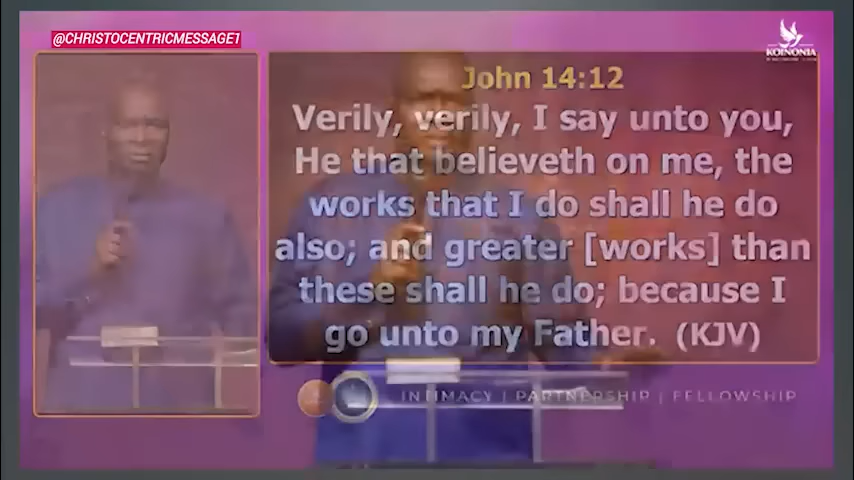 @CHRISTOCENTRICMESSAGE1
KOINONIA
John 14:12
Verily, verily, I say unto you,
He that believeth on me, the
works that I do shall he do
also; and greater [works] than
these shall he do; because I
go unto my Father. (KJV)
INTIMACY | PARTNERSHIP | FELLOWSHIP